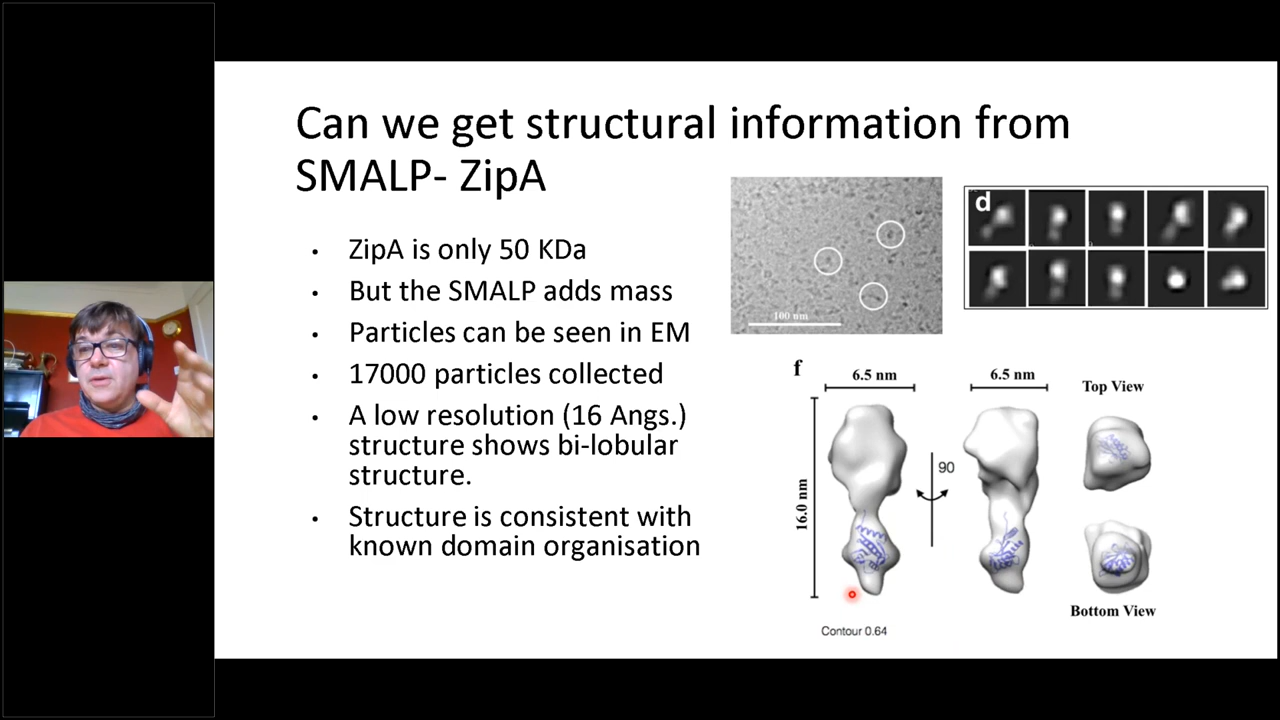 Can we get structural information from
SMALP- ZipA
• ZipA is only 50 KDa
• But the SMALP adds mass
• Particles can be seen in EM
• 17000 particles collected
• A low resolution (16 Angs.)
structure shows bi-lobular
structure.
• Structure is consistent with
known domain organisation
100 nm
d
f
6.5 nm
6.5 nm
Top View
16.0 nm
90
Bottom View
Contour 0.64